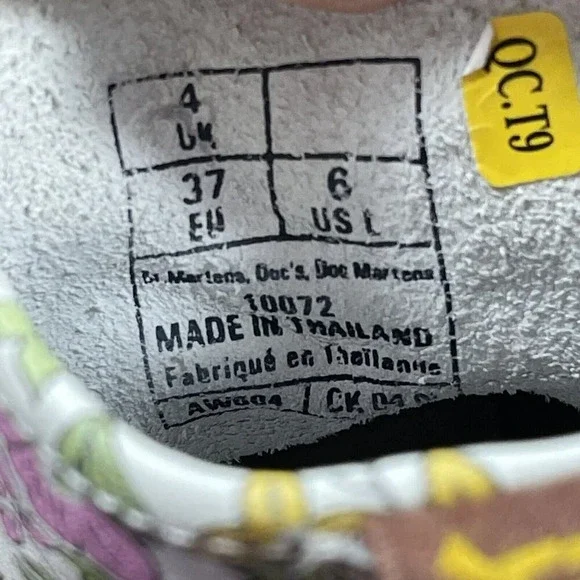 4
UK
37 6
EU US L
Dr. Martens, Doc's, Doc Martens
10072
MADE IN THAILAND
Fabriqué en Thaïlande
CK
QC.T9